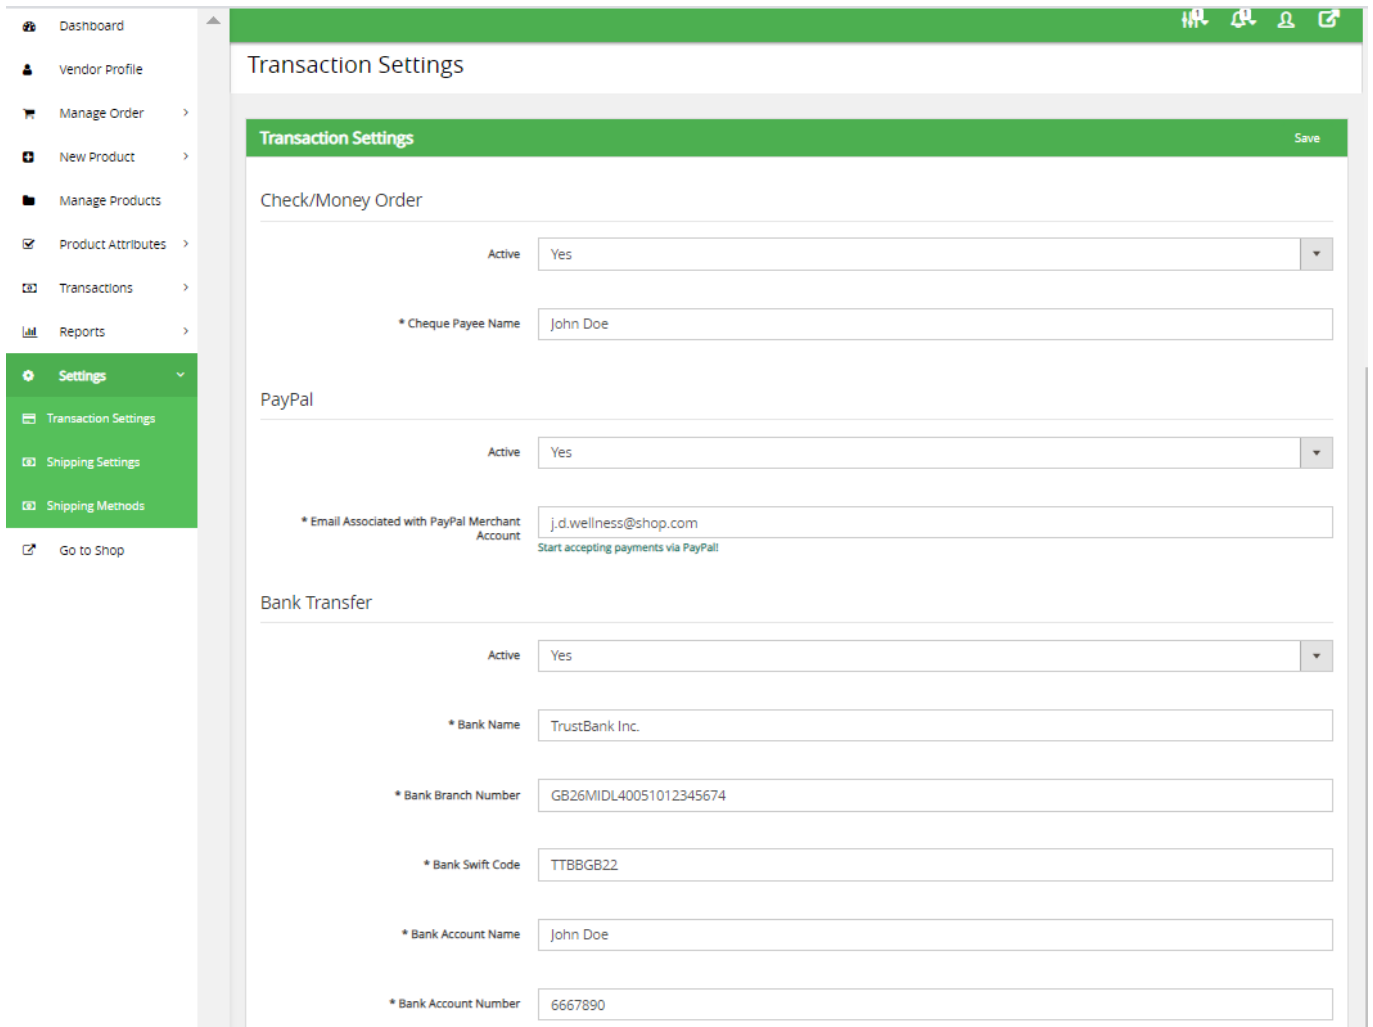 Dashboard
Vendor Profile
Manage Order
New Product
Manage Products
Product Attributes
Transactions
Reports
Settings
Transaction Settings
Shipping Settings
Shipping Methods
Go to Shop
1 1
Transaction Settings
Transaction Settings Save
Check/Money Order
Active Yes
* Cheque Payee Name John Doe
PayPal
Active Yes
* Email Associated with PayPal Merchant
Account
j.d.wellness@shop.com
Start accepting payments via PayPal!
Bank Transfer
Active Yes
* Bank Name TrustBank Inc.
* Bank Branch Number GB26MIDL40051012345674
* Bank Swift Code TTBBGB22
* Bank Account Name John Doe
* Bank Account Number 6667890